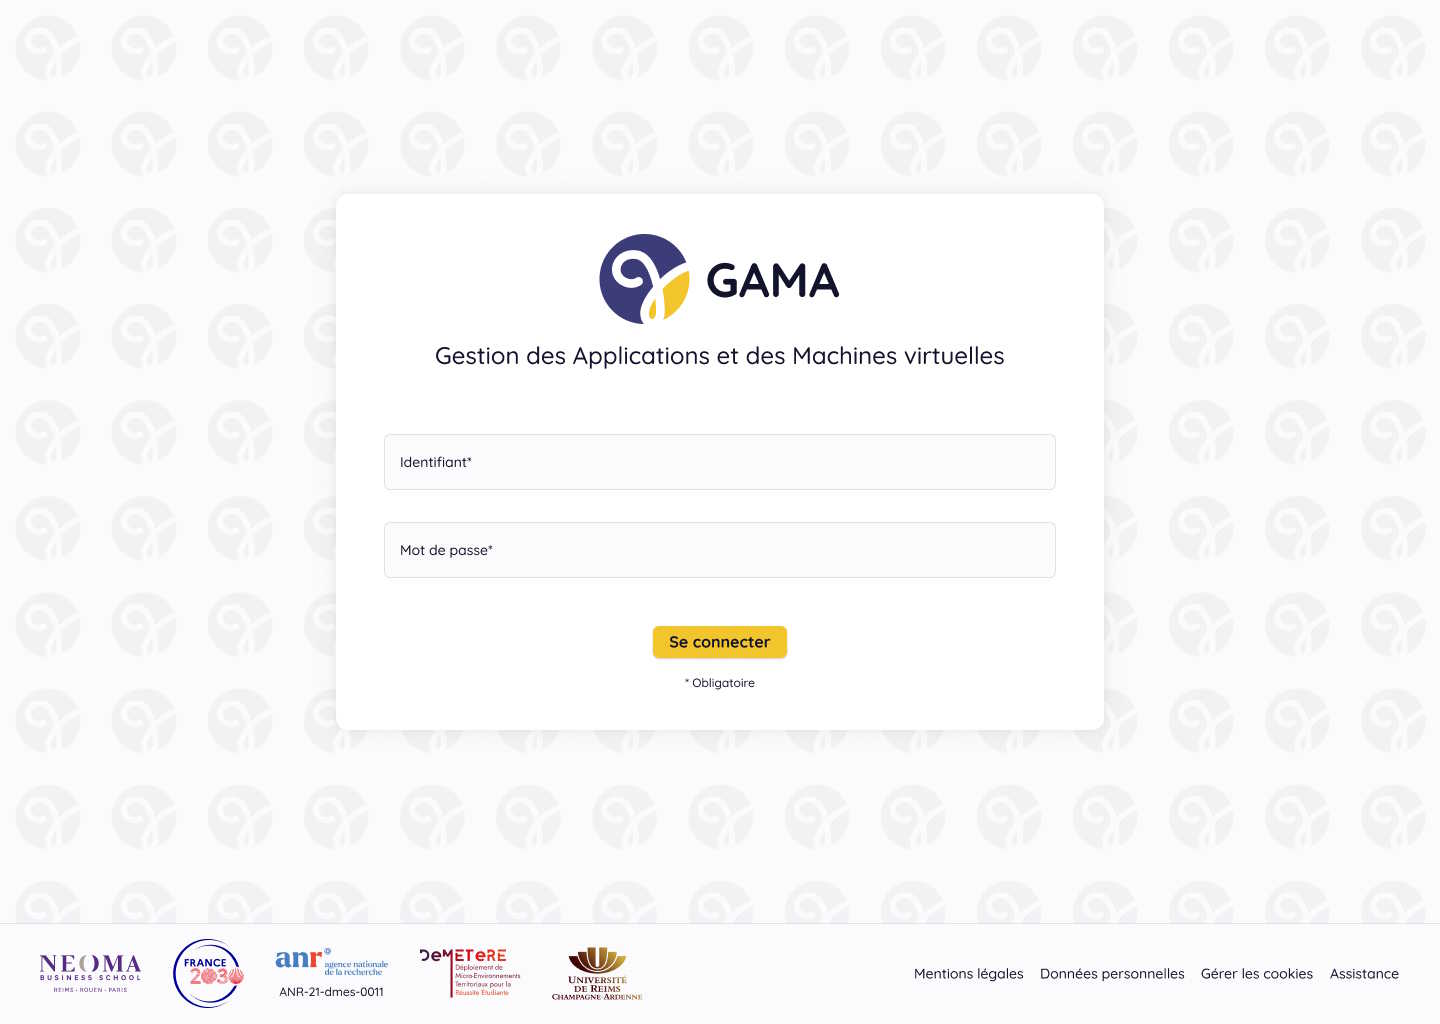 GAMA
Gestion des Applications et des Machines virtuelles
Identifiant*
Mot de passe*
Se connecter
* Obligatoire
NEOMA
BUSINESS SCHOOL
REIMS • ROUEN • PARIS
FRANCE
2030
anr
agence nationale
de la recherche
ANR-21-dmes-0011
DeMETeRE
Déploiement de
Micro-Environnements
Territoriaux pour la
Réussite Etudiante
UNIVERSITÉ
DE REIMS
CHAMPAGNE ARDENNE
Mentions légales
Données personnelles
Gérer les cookies
Assistance